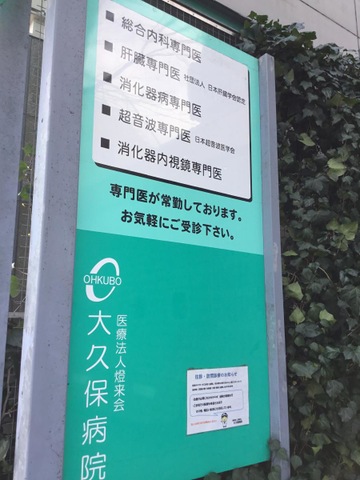 ■ 総合内科専門医
■ 肝臓専門医 社団法人 日本肝臓学会認定
■ 消化器病専門医
■ 超音波専門医 日本超音波医学会
■ 消化器内視鏡専門医
専門医が常勤しております。
お気軽にご受診下さい。
OHKUBO
医療法人煜来会
大久保病院